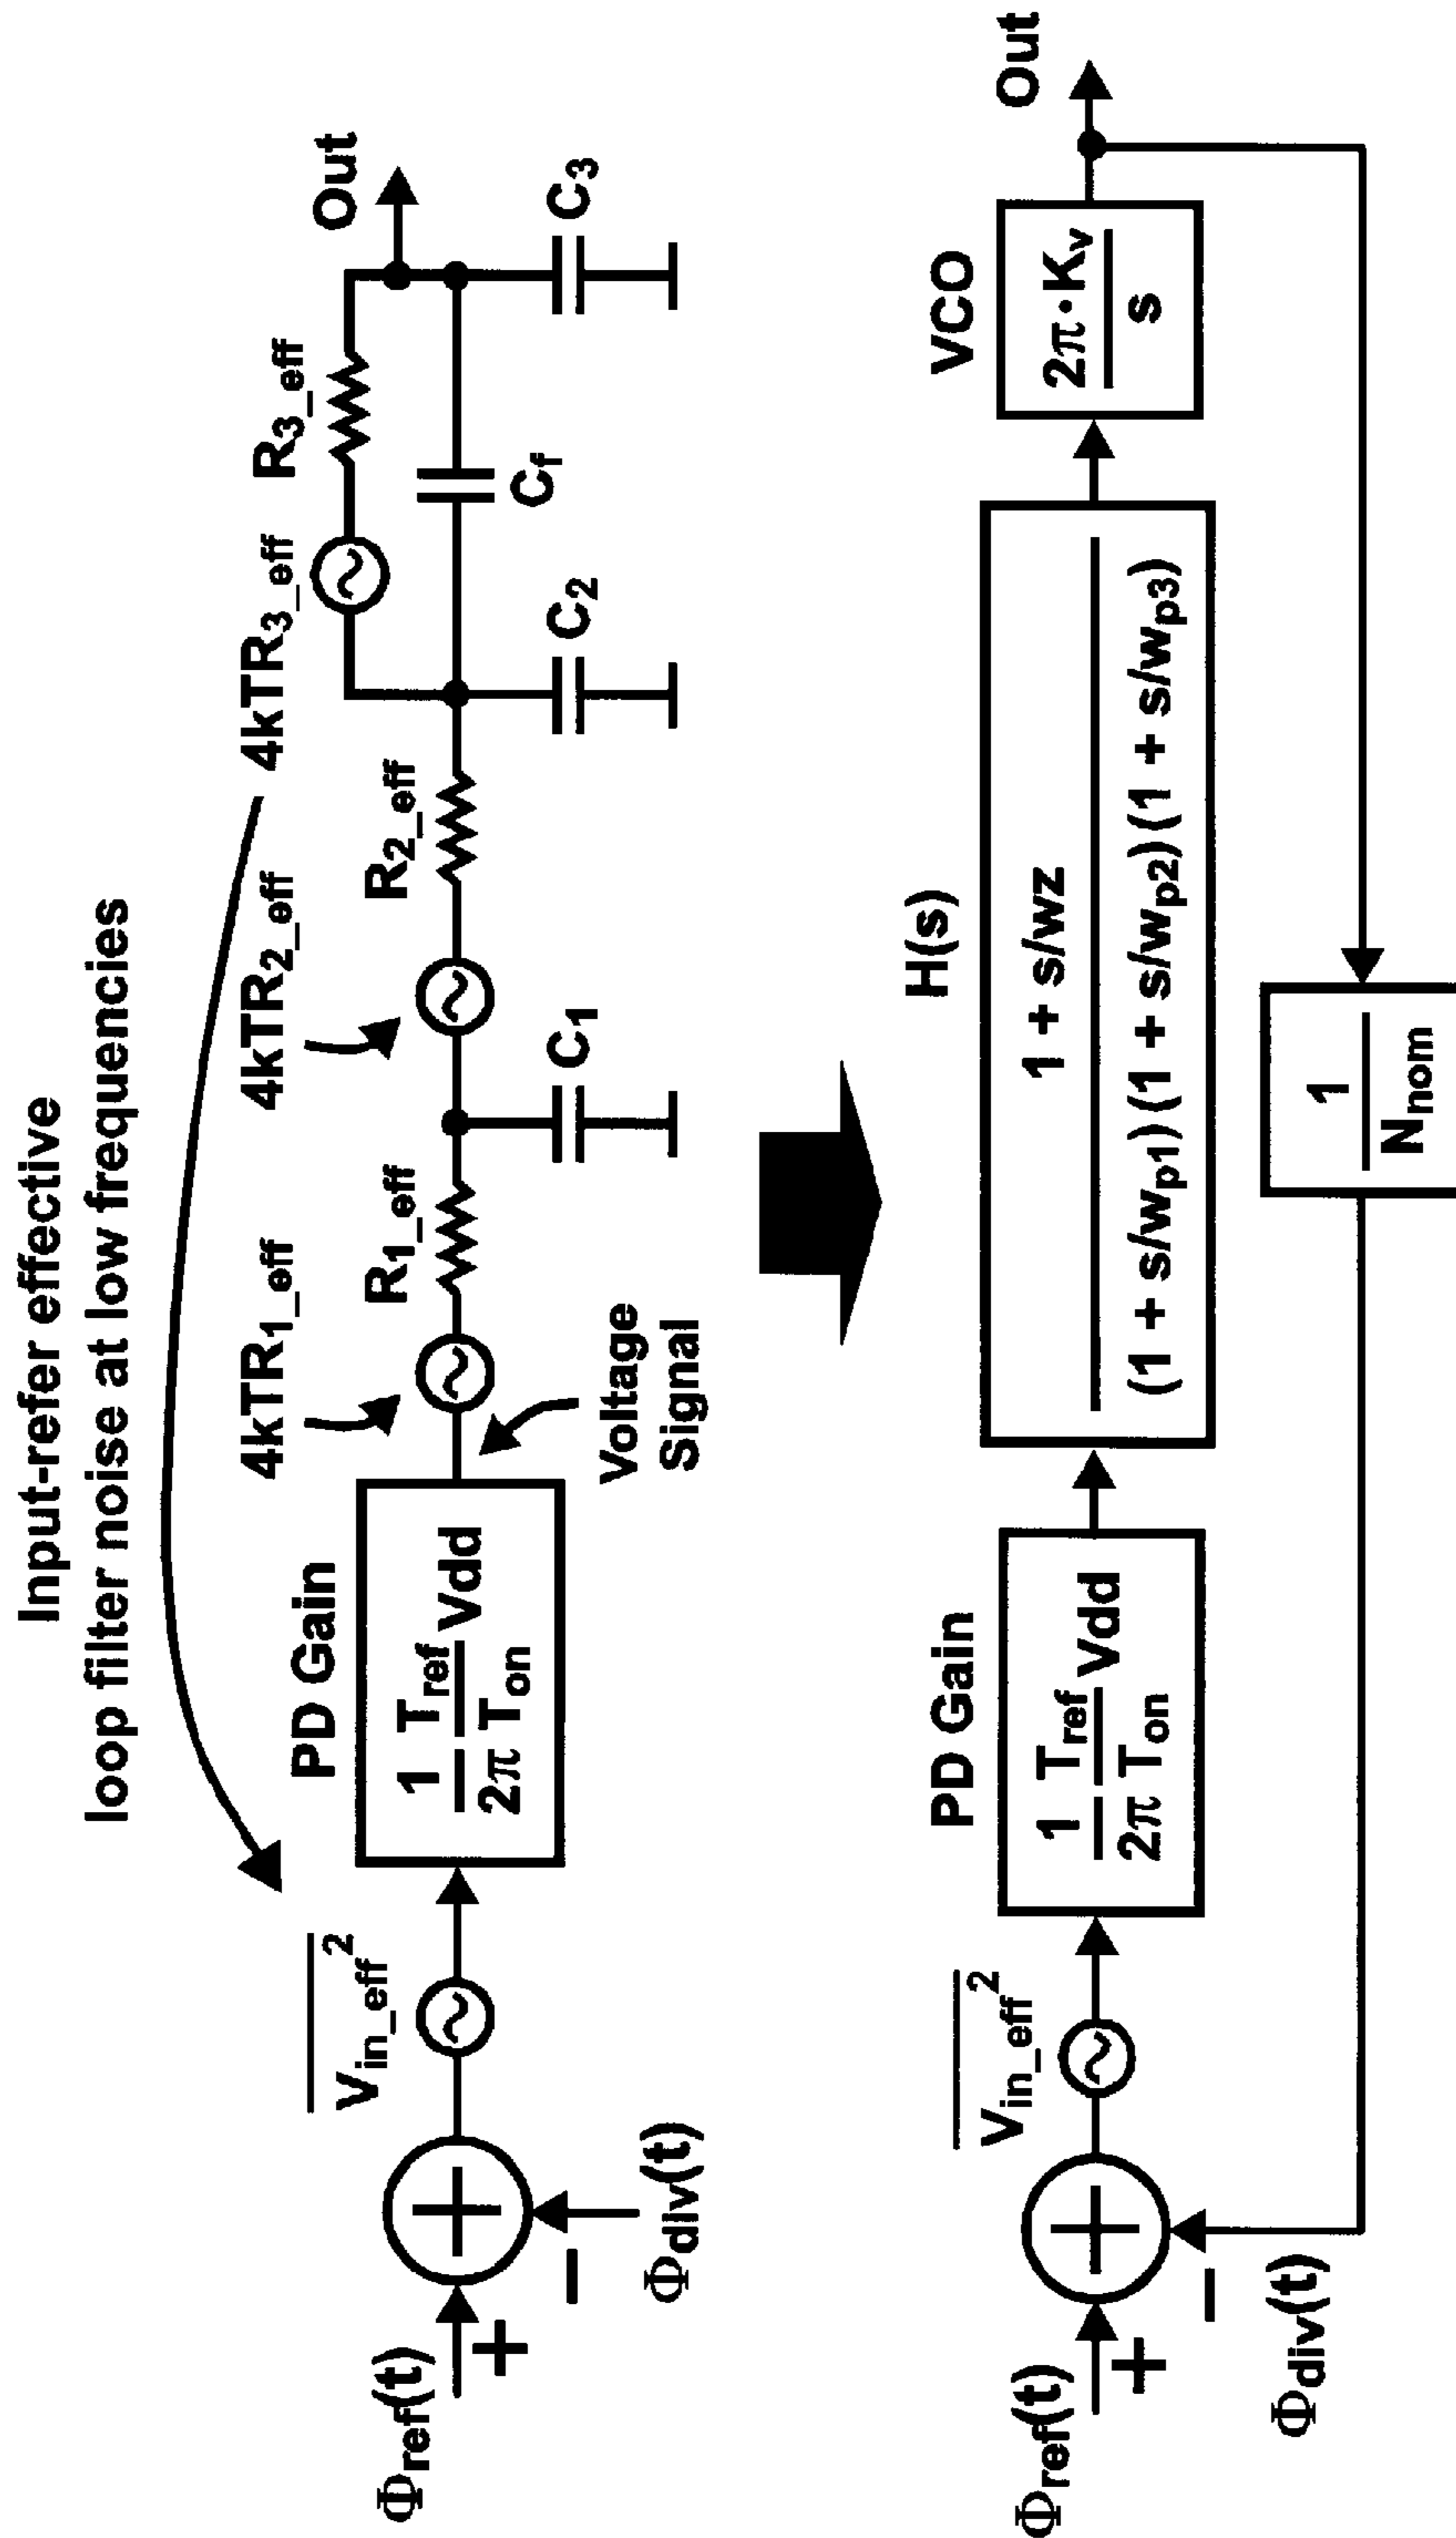 Input-refer effective
loop filter noise at low frequencies
4kTR1_eff
4kTR2_eff
4kTR3_eff
PD Gain
1 Tref
2π Ton
Vdd
R1_eff
R2_eff
R3_eff
Out
Vin_eff²
Φref(t)
+
−
Φdiv(t)
Voltage
Signal
C1
C2
Cf
C3
PD Gain
1 Tref
2π Ton
Vdd
H(s)
1 + s/wz
(1 + s/wp1)(1 + s/wp2)(1 + s/wp3)
VCO
2π•Kv
s
Out
Vin_eff²
Φref(t)
+
−
Φdiv(t)
1
Nnom